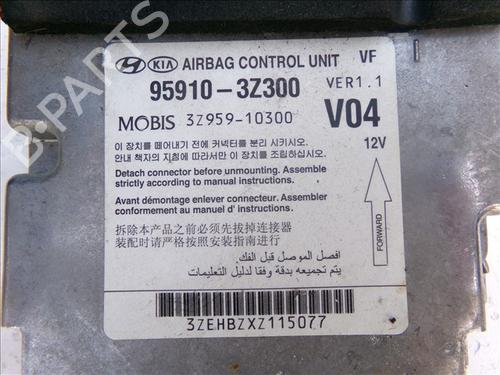 HYUNDAI KIA AIRBAG CONTROL UNIT VF
95910-3Z300 VER1.1
MOBIS 3Z959-10300 V04
이 장치를 떼어내기 전에 커넥터를 분리 시키시오. 12V
안내 책자의 지침에 따라서만 이 장치를 조립하십시오.
Detach connector before unmounting. Assemble
strictly according to manual instructions.
Avant démontage enlever connecteur. Assembler
conformement au manuel d' instructions.
拆除本产品之前必须先拔掉连接器
装配时请严格按照安装指南进行
افصل الموصل قبل الفك.
يتم تجميعه بدقة وفقا لدليل التعليمات
FORWARD
3ZEHBZXZ115077
B-Parts